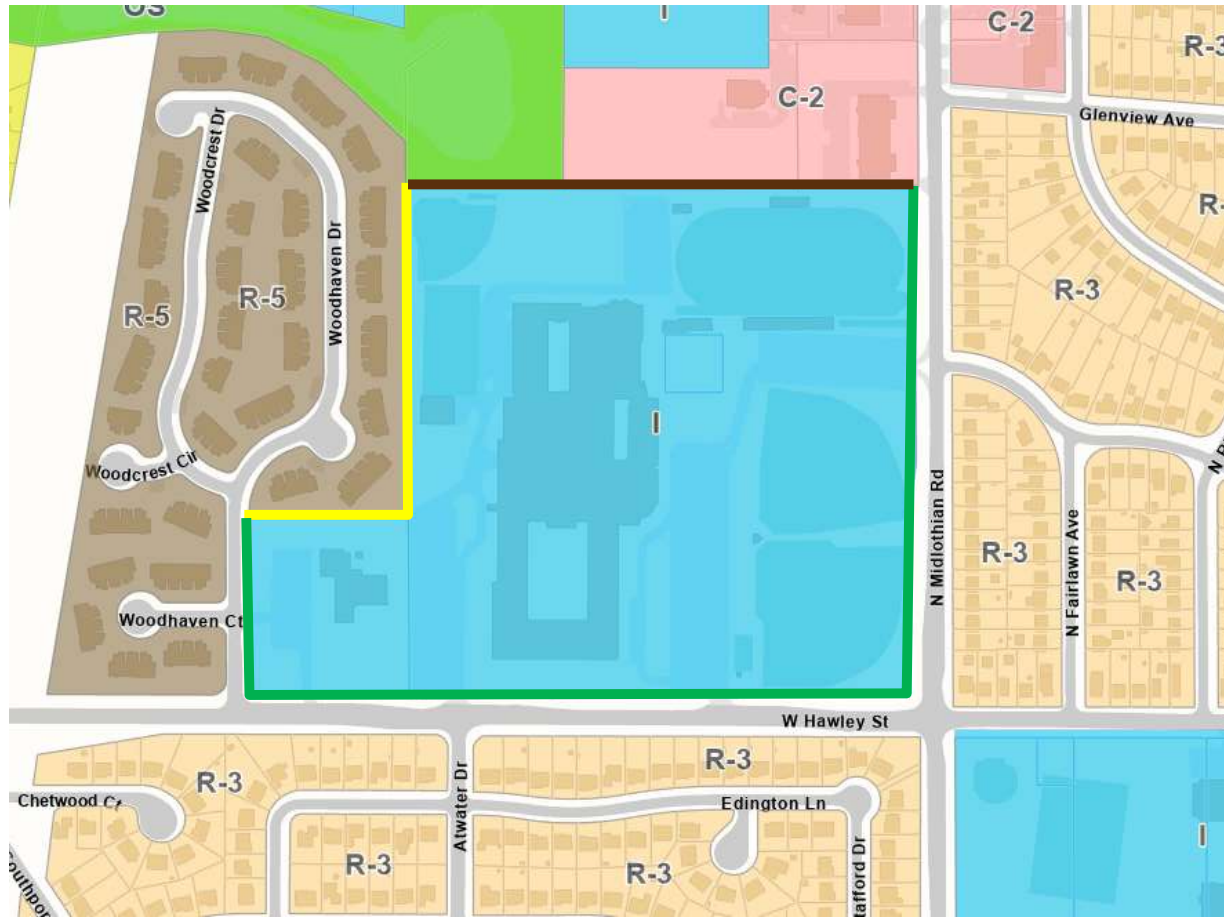 OS
I
C-2
C-2
R-3
Glenview Ave
Woodcrest Dr
Woodhaven Dr
R-
R-5
R-5
R-3
I
Woodcrest Cir
N Midlothian Rd
N Fairlawn Ave
R-3
R-3
Woodhaven Ct
W Hawley St
R-3
R-3
Chetwood Ct
Atwater Dr
Edington Ln
I
R-3
R-3
tafford Dr